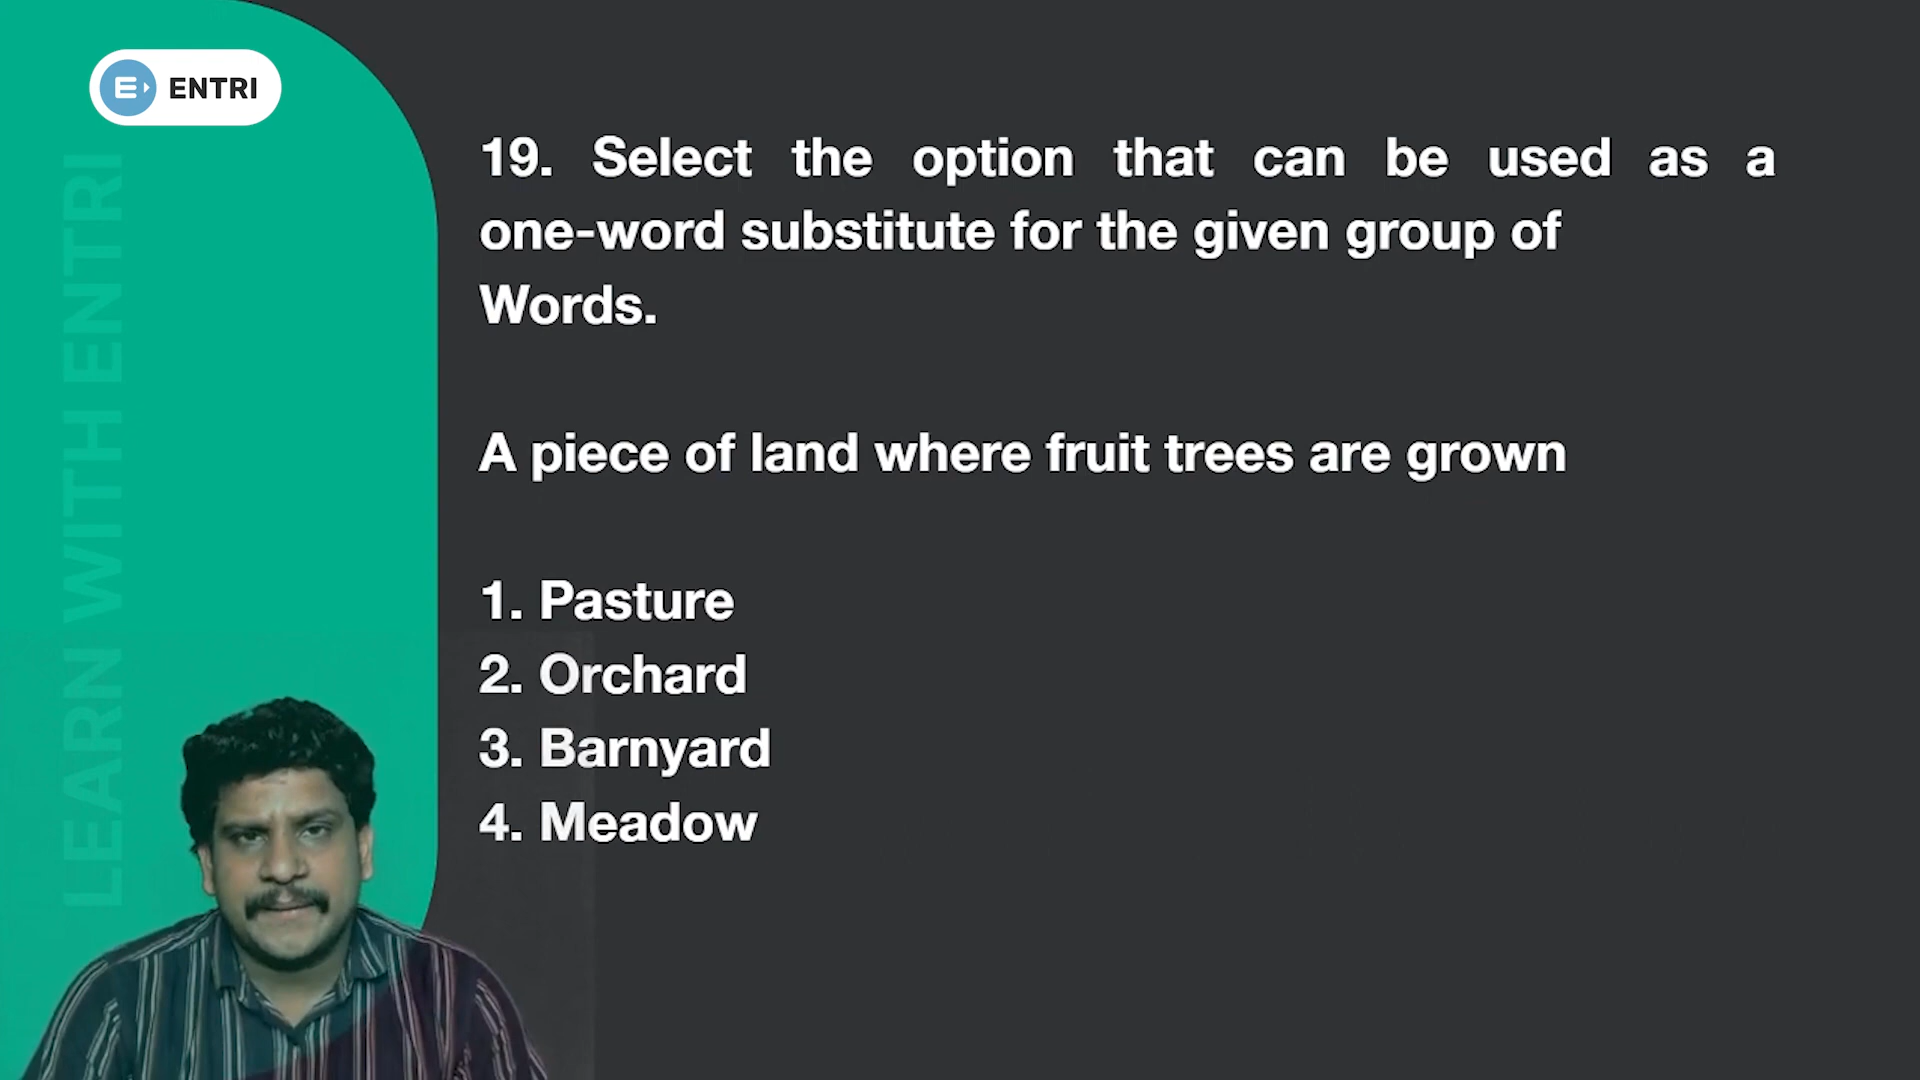 ENTRI
LEARN WITH ENTRI
19. Select the option that can be used as a
one-word substitute for the given group of
Words.
A piece of land where fruit trees are grown
1. Pasture
2. Orchard
3. Barnyard
4. Meadow